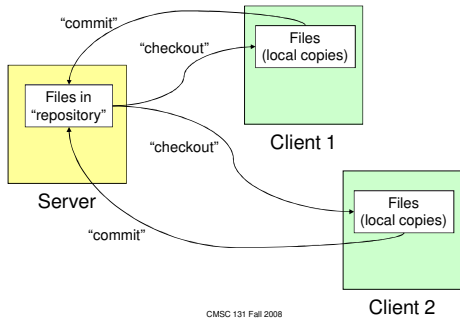 “commit”
Files
(local copies)
“checkout”
Files in
“repository”
Client 1
“checkout”
Server
Files
(local copies)
“commit”
Client 2
CMSC 131 Fall 2008